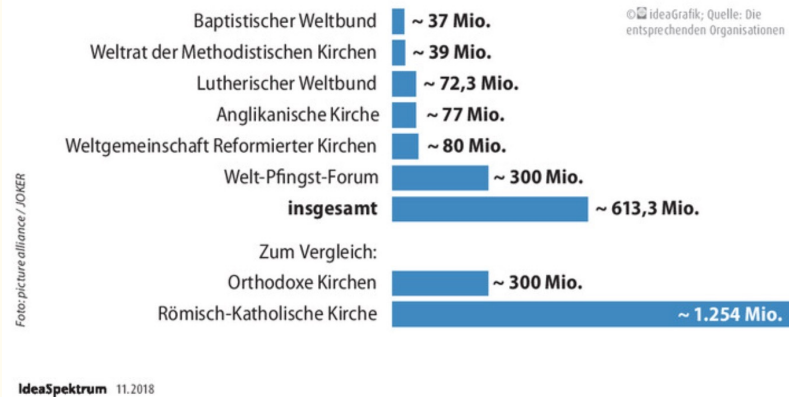 Baptistischer Weltbund ~ 37 Mio.
© ideaGrafik; Quelle: Die
entsprechenden Organisationen
Weltrat der Methodistischen Kirchen ~ 39 Mio.
Lutherischer Weltbund ~ 72,3 Mio.
Anglikanische Kirche ~ 77 Mio.
Weltgemeinschaft Reformierter Kirchen ~ 80 Mio.
Welt-Pfingst-Forum ~ 300 Mio.
insgesamt ~ 613,3 Mio.
Zum Vergleich:
Orthodoxe Kirchen ~ 300 Mio.
Römisch-Katholische Kirche ~ 1.254 Mio.
Foto: picture alliance / JOKER
IdeaSpektrum 11.2018